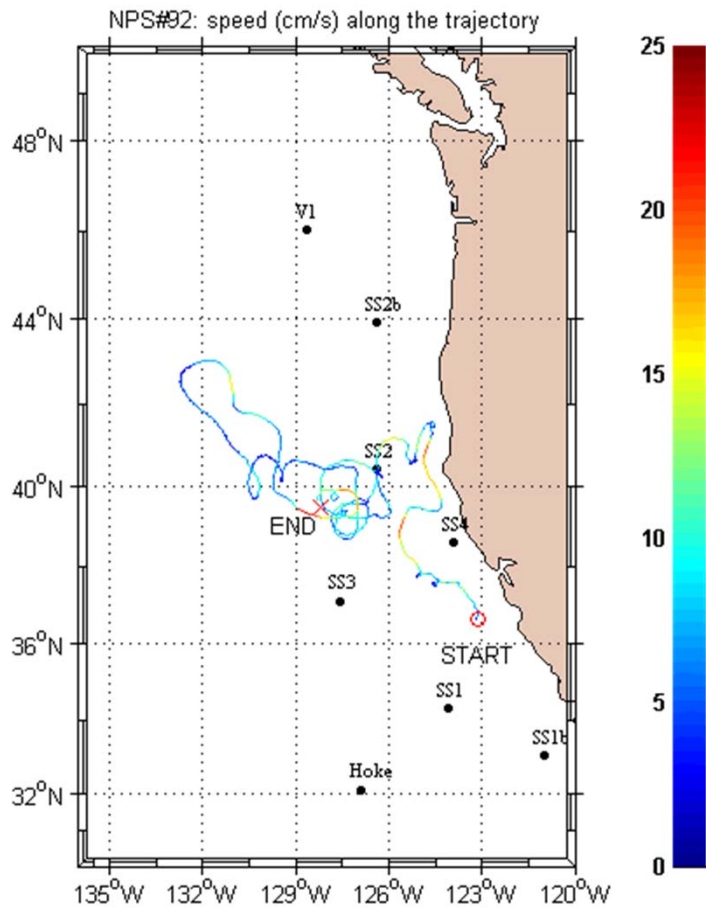 NPS#92: speed (cm/s) along the trajectory
25
48°N
20
V1
SS2b
44°N
15
SS2
40°N
END
SS4
10
SS3
36°N
START
SS1
5
SS1b
Hoke
32°N
0
135°W 132°W 129°W 126°W 123°W 120°W